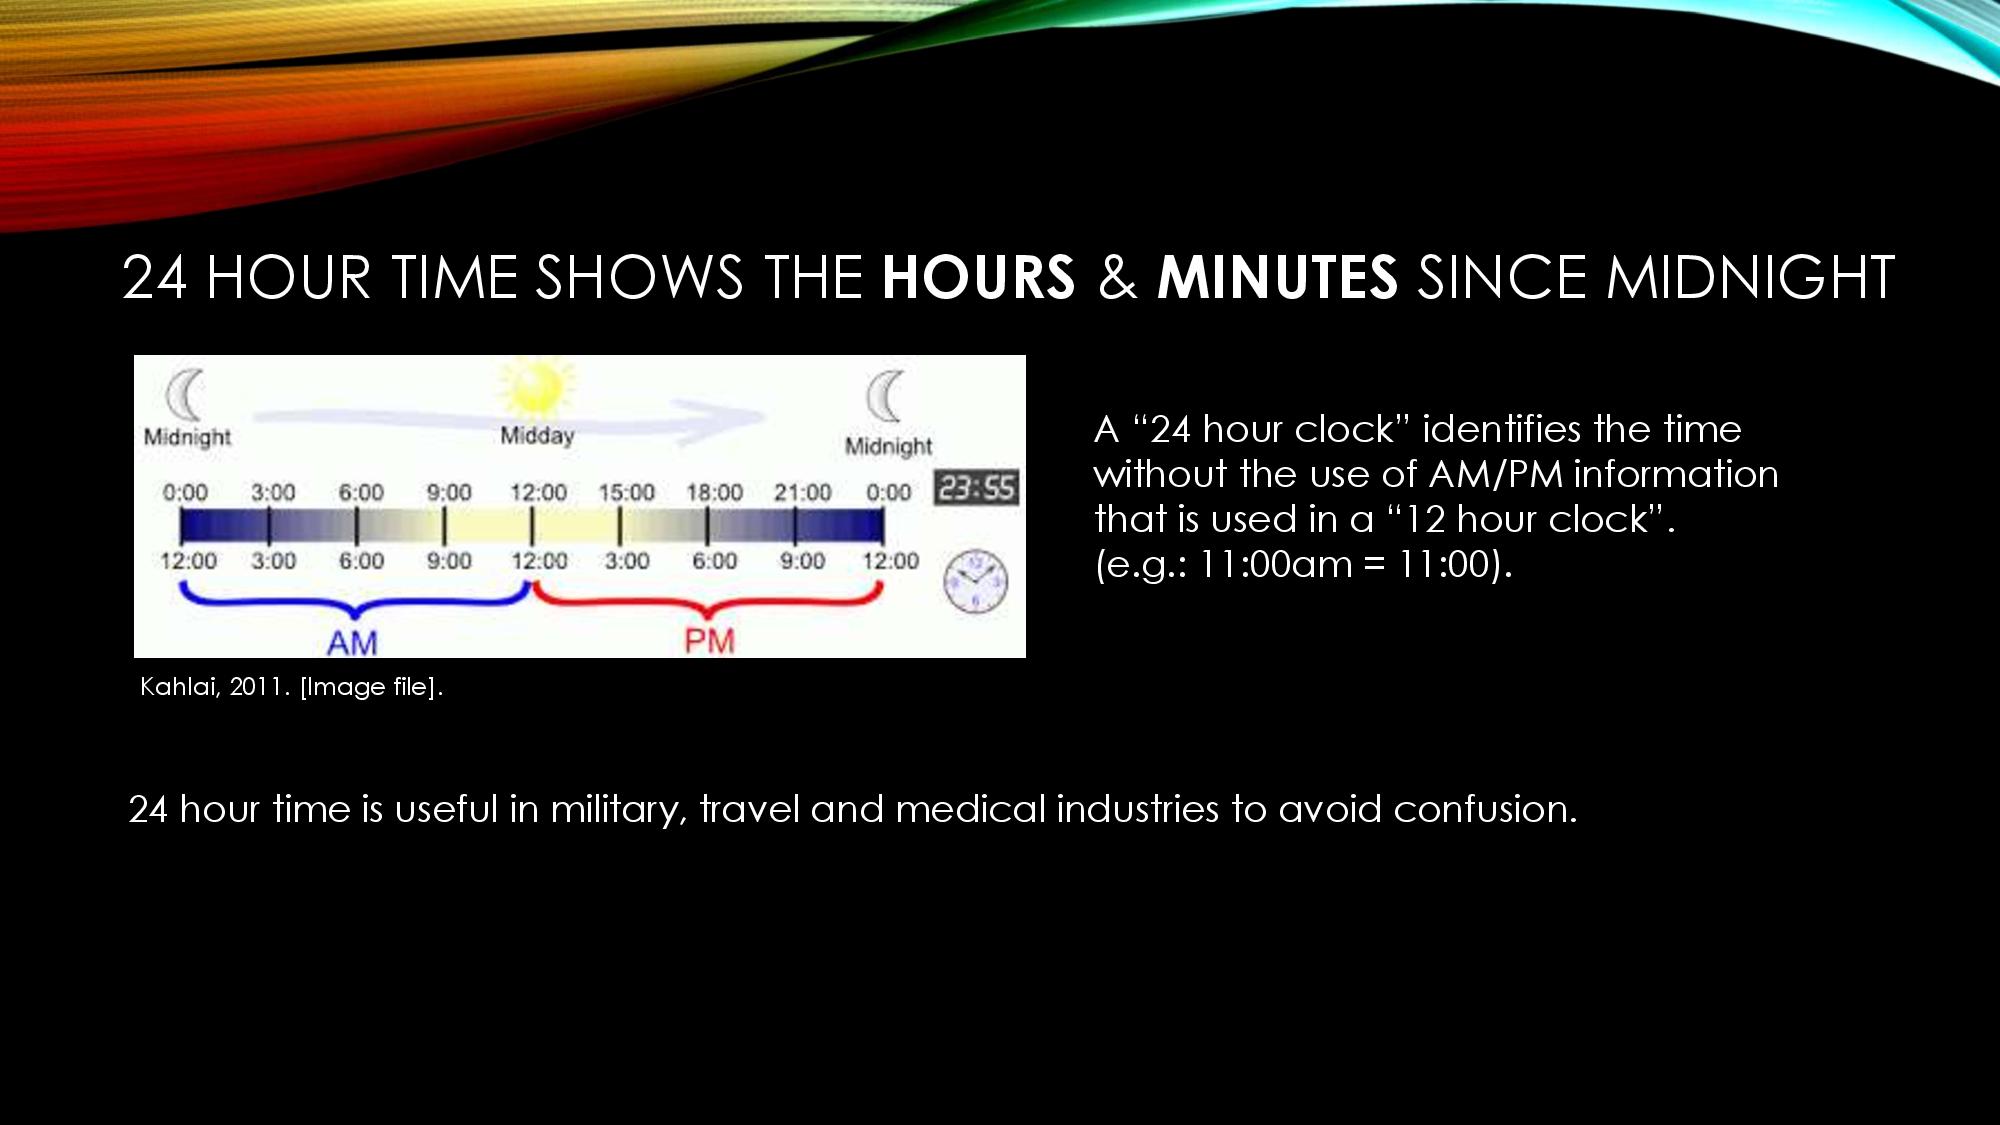 24 HOUR TIME SHOWS THE HOURS & MINUTES SINCE MIDNIGHT
Midnight
Midday
Midnight
0:00 3:00 6:00 9:00 12:00 15:00 18:00 21:00 0:00 23:55
12:00 3:00 6:00 9:00 12:00 3:00 6:00 9:00 12:00
12
9 3
6
AM PM
Kahlai, 2011. [Image file].
A “24 hour clock” identifies the time
without the use of AM/PM information
that is used in a “12 hour clock”.
(e.g.: 11:00am = 11:00).
24 hour time is useful in military, travel and medical industries to avoid confusion.